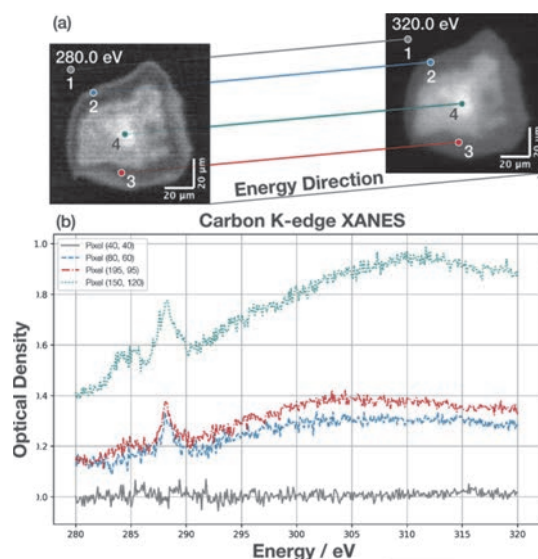 (a)
280.0 eV
1
2
4
3
20 μm
20 μm
320.0 eV
1
2
4
3
20 μm
20 μm
Energy Direction
(b)
Carbon K-edge XANES
Pixel (40, 40)
Pixel (80, 60)
Pixel (195, 95)
Pixel (150, 120)
Optical Density
2.0
1.8
1.6
1.4
1.2
1.0
280
285
290
295
300
305
310
315
320
Energy / eV